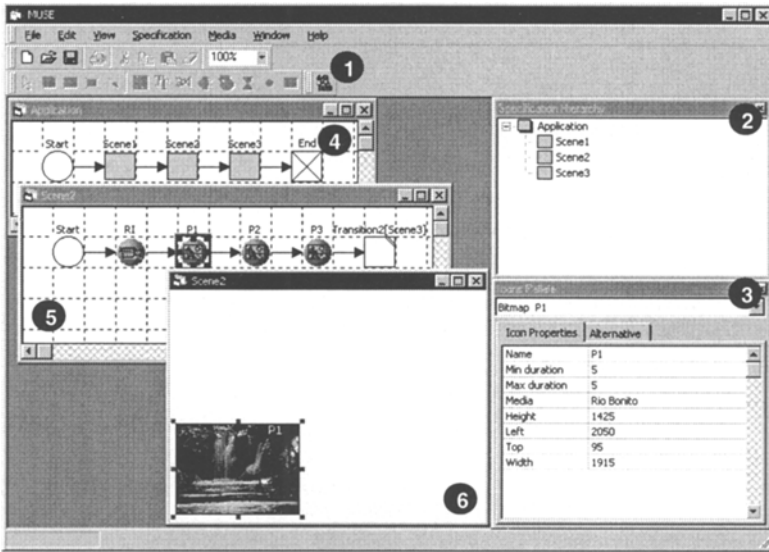 MUSE
File Edit View Specification Media Window Help
100%
1
Application
Start Scene1 Scene2 Scene3 End
4
Specification Hierarchy
2
Application
Scene1
Scene2
Scene3
Scene2
Start RI P1 P2 P3 Transition2[Scene3]
5
Scene2
P1
6
Icons Pallete
3
Bitmap P1
Icon Properties Alternative
Name P1
Min duration 5
Max duration 5
Media Rio Bonito
Height 1425
Left 2050
Top 95
Width 1915